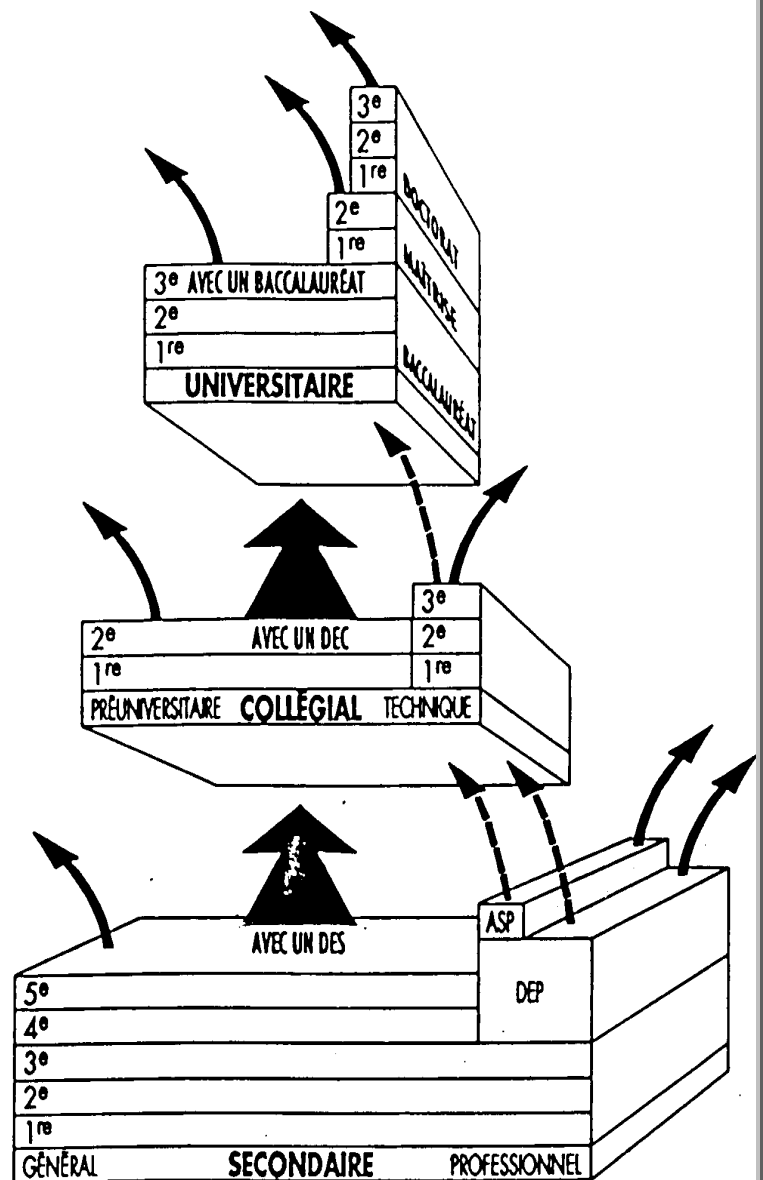 3e
2e
1re
DOCTORAT
2e
1re
MAÎTRISE
3e AVEC UN BACCALAURÉAT
2e
1re
BACCALAURÉAT
UNIVERSITAIRE
3e
2e AVEC UN DEC 2e
1re 1re
PRÉUNIVERSITAIRE COLLÉGIAL TECHNIQUE
ASP
AVEC UN DES
5e
DEP
4e
3e
2e
1re
GÉNÉRAL SECONDAIRE PROFESSIONNEL